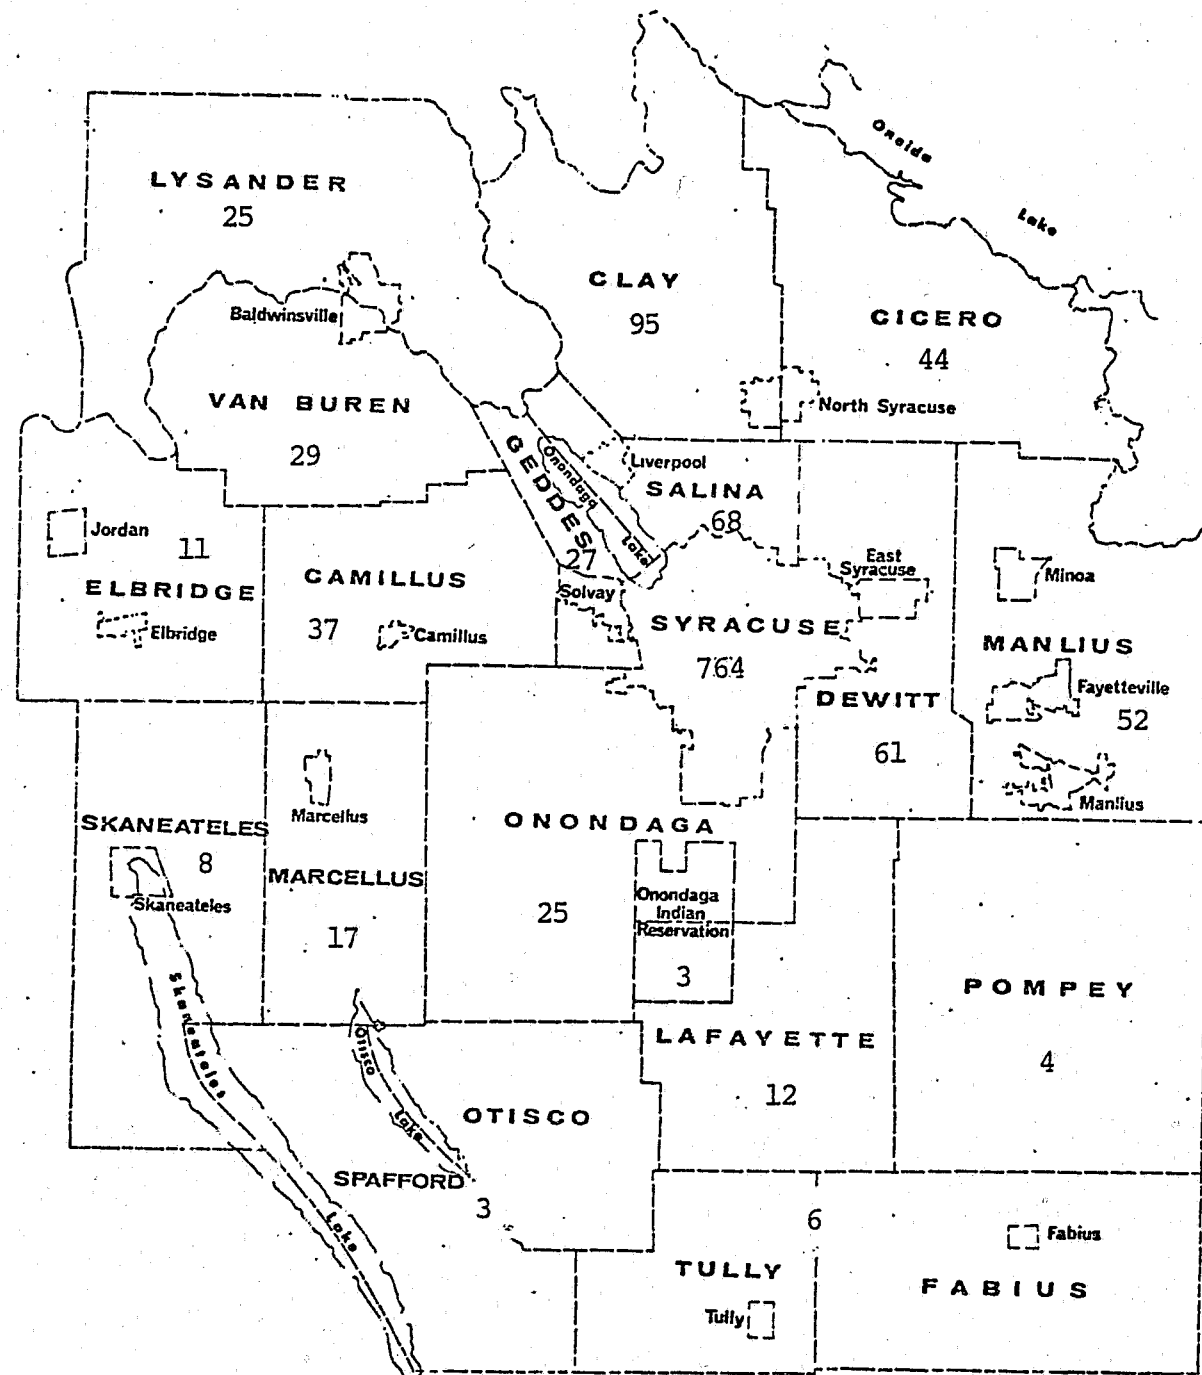 Oneida
Lake
LYSANDER
25
CLAY
95
CICERO
44
Baldwinsville
VAN BUREN
29
North Syracuse
GEDDES
27
Onondaga
Lake
Liverpool
SALINA
68
Jordan
11
ELBRIDGE
Elbridge
CAMILLUS
37
Camillus
Solvay
SYRACUSE
764
East
Syracuse
Minoa
MANLIUS
Fayetteville
52
Manlius
DEWITT
61
SKANEATELES
8
Skaneateles
Marcellus
MARCELLUS
17
ONONDAGA
25
Onondaga
Indian
Reservation
3
POMPEY
4
LAFAYETTE
12
Skaneateles
Lake
Otisco
Lake
OTISCO
SPAFFORD
3
6
TULLY
Tully
Fabius
FABIUS